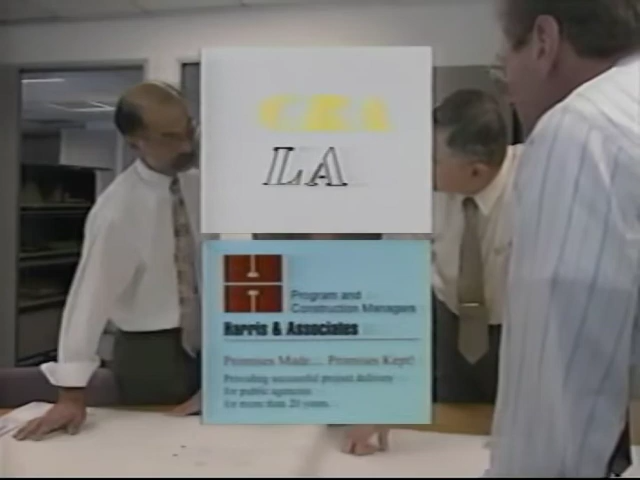 CRA
LA
Program and
Construction Managers
Harris & Associates
Promises Made... Promises Kept!
Providing successful project delivery
for public agencies
for more than 20 years.